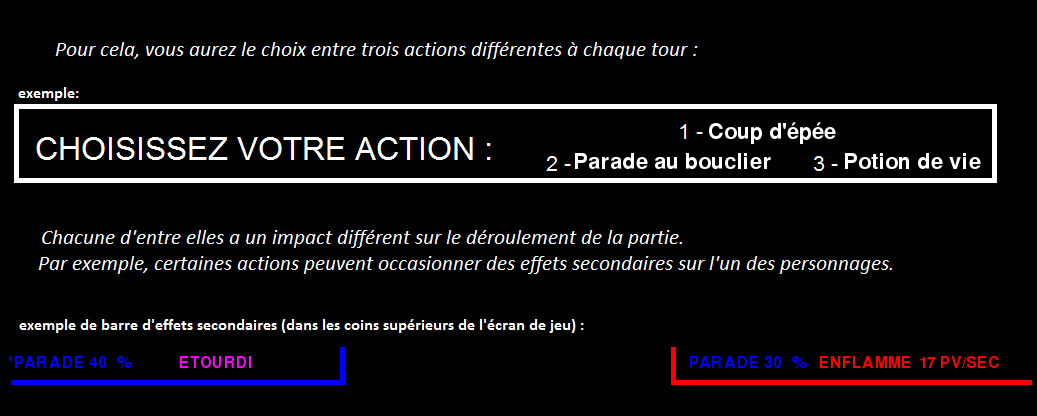 Pour cela, vous aurez le choix entre trois actions différentes à chaque tour :
exemple:
CHOISISSEZ VOTRE ACTION :
1 - Coup d'épée
2 - Parade au bouclier 3 - Potion de vie
Chacune d'entre elles a un impact différent sur le déroulement de la partie.
Par exemple, certaines actions peuvent occasionner des effets secondaires sur l'un des personnages.
exemple de barre d'effets secondaires (dans les coins supérieurs de l'écran de jeu) :
'PARADE 40 % ETOURDI PARADE 30 % ENFLAMME 17 PV/SEC